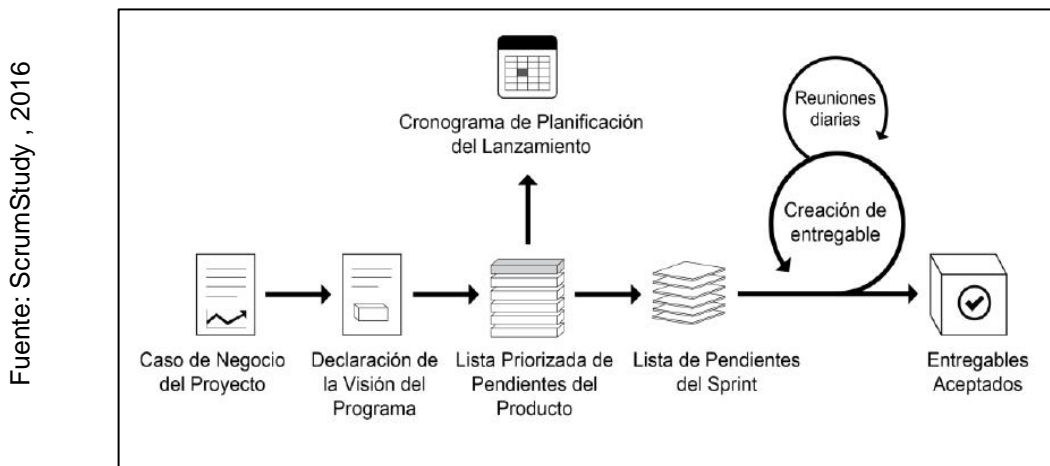 Fuente: ScrumStudy , 2016
Cronograma de Planificación
del Lanzamiento
Reuniones
diarias
Creación de
entregable
Caso de Negocio
del Proyecto
Declaración de
la Visión del
Programa
Lista Priorizada de
Pendientes del
Producto
Lista de Pendientes
del Sprint
Entregables
Aceptados